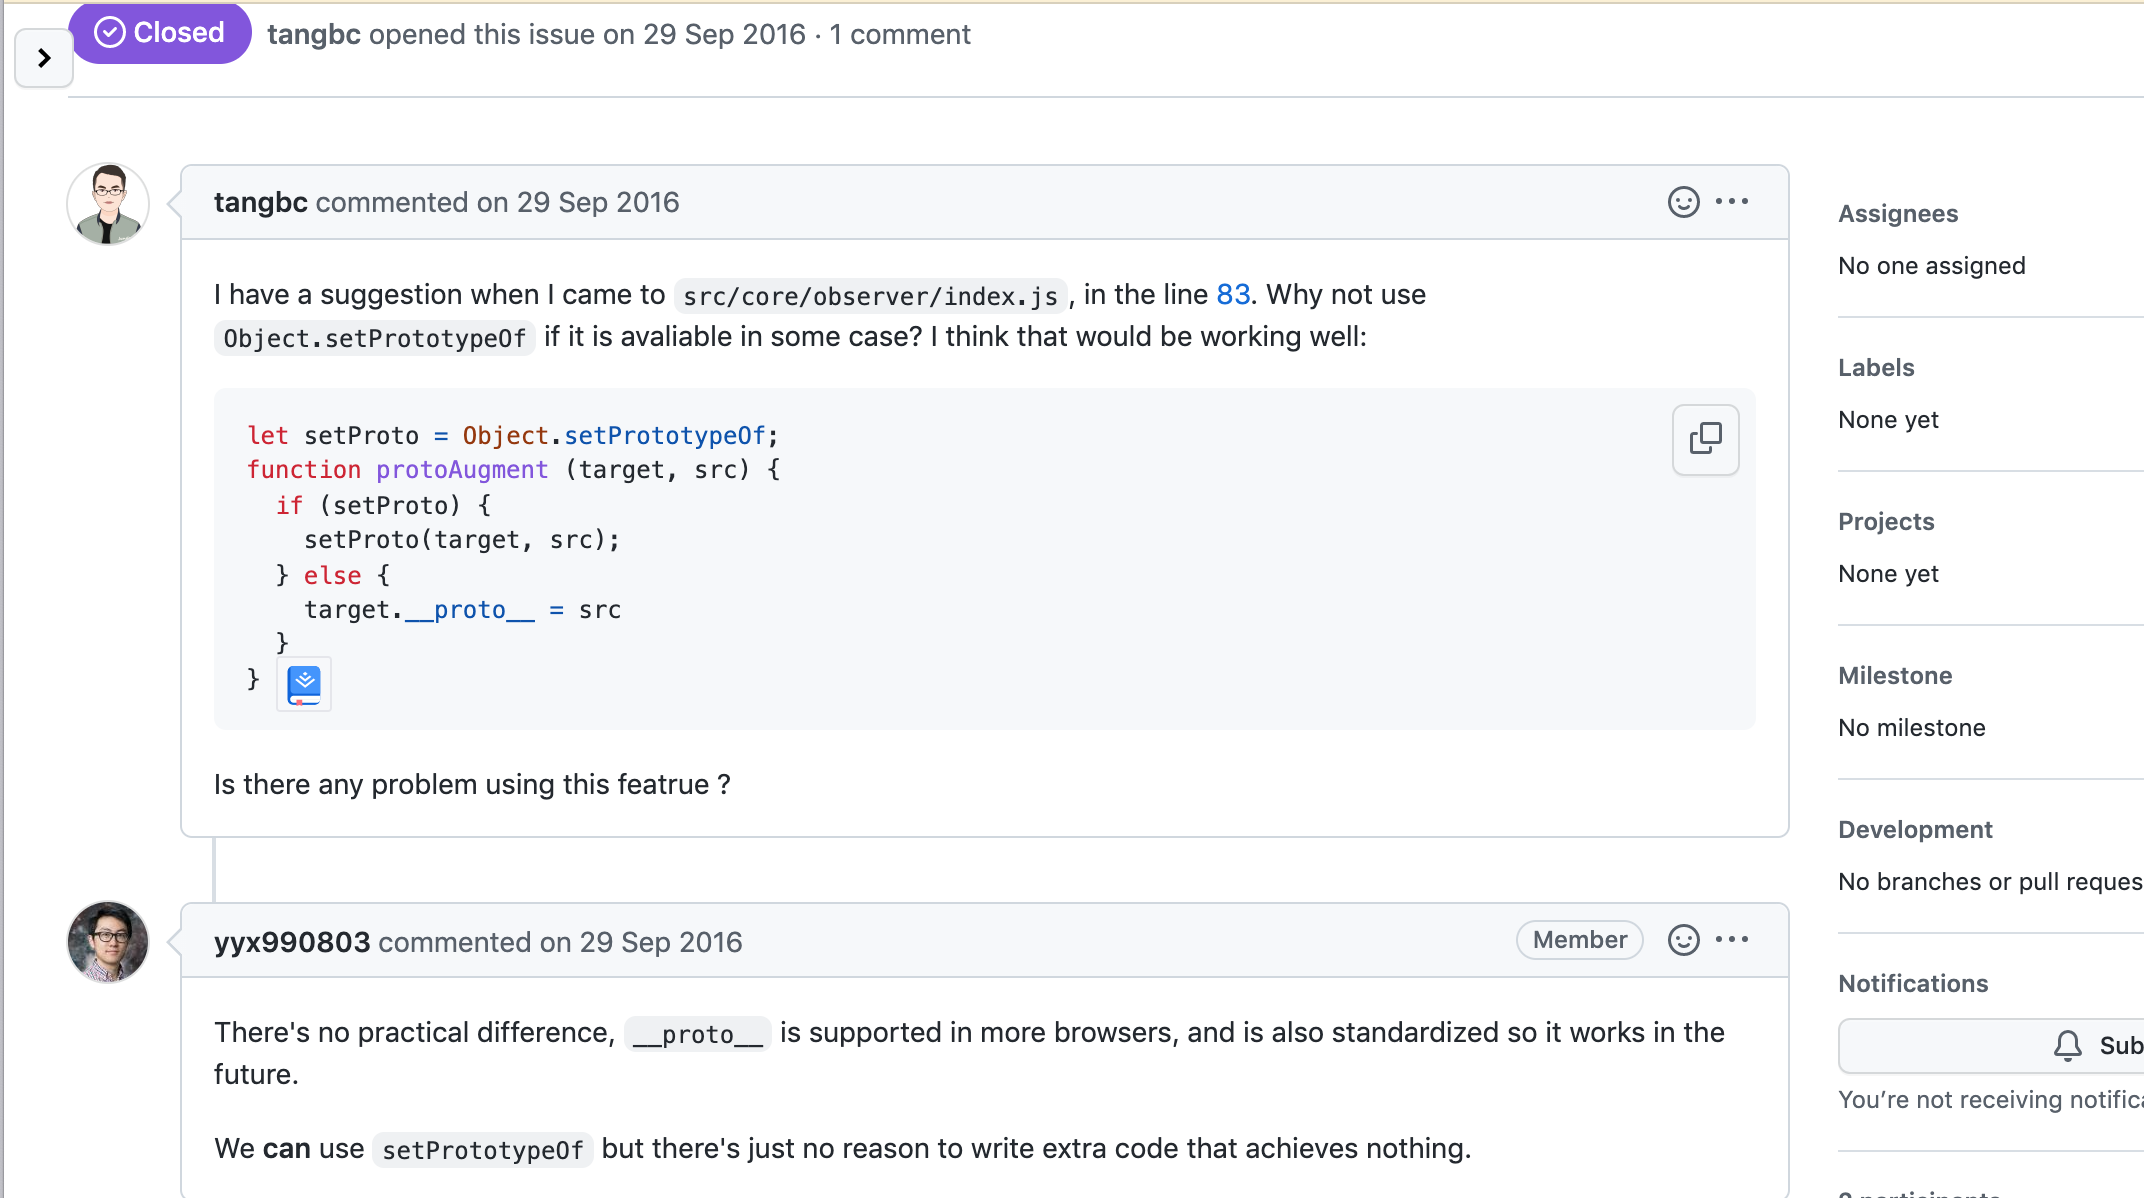 Closed tangbc opened this issue on 29 Sep 2016 · 1 comment
tangbc commented on 29 Sep 2016
I have a suggestion when I came to src/core/observer/index.js, in the line 83. Why not use
Object.setPrototypeOf if it is avaliable in some case? I think that would be working well:
let setProto = Object.setPrototypeOf;
function protoAugment (target, src) {
  if (setProto) {
    setProto(target, src);
  } else {
    target.__proto__ = src
  }
}
Is there any problem using this featrue ?
yyx990803 commented on 29 Sep 2016
Member
There's no practical difference, __proto__ is supported in more browsers, and is also standardized so it works in the
future.
We can use setPrototypeOf but there's just no reason to write extra code that achieves nothing.
Assignees
No one assigned
Labels
None yet
Projects
None yet
Milestone
No milestone
Development
No branches or pull reques
Notifications
Sub
You're not receiving notific